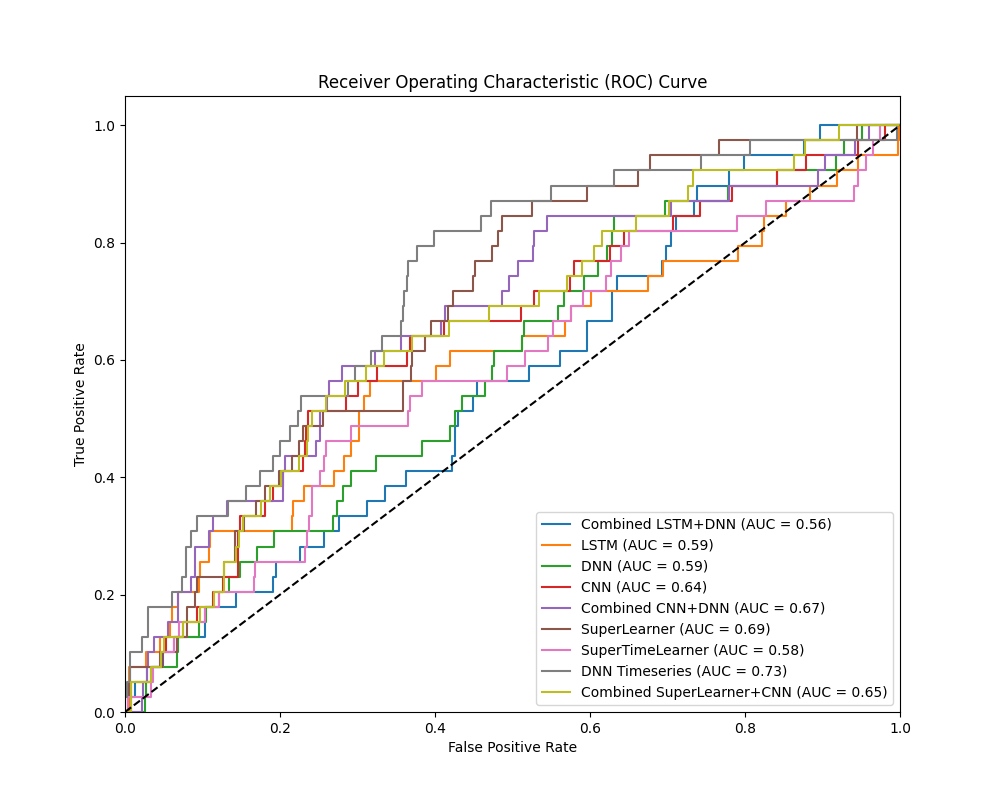 Receiver Operating Characteristic (ROC) Curve
True Positive Rate
1.0
0.8
0.6
0.4
0.2
0.0
Combined LSTM+DNN (AUC = 0.56)
LSTM (AUC = 0.59)
DNN (AUC = 0.59)
CNN (AUC = 0.64)
Combined CNN+DNN (AUC = 0.67)
SuperLearner (AUC = 0.69)
SuperTimeLearner (AUC = 0.58)
DNN Timeseries (AUC = 0.73)
Combined SuperLearner+CNN (AUC = 0.65)
0.0 0.2 0.4 0.6 0.8 1.0
False Positive Rate